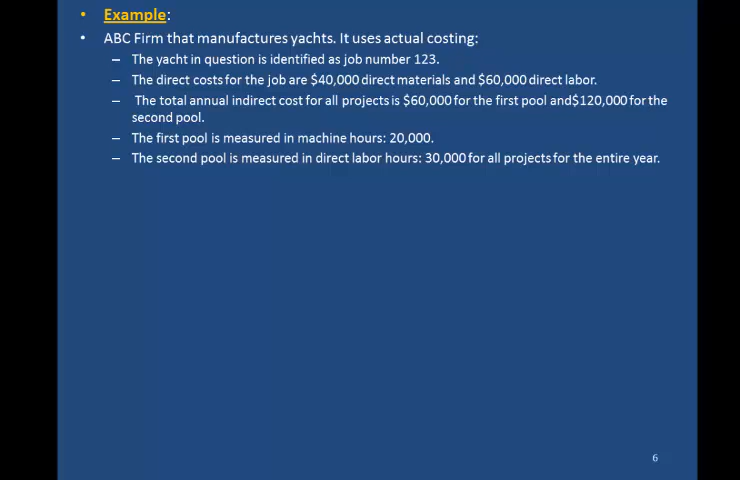 • Example:
• ABC Firm that manufactures yachts. It uses actual costing:
– The yacht in question is identified as job number 123.
– The direct costs for the job are $40,000 direct materials and $60,000 direct labor.
– The total annual indirect cost for all projects is $60,000 for the first pool and$120,000 for the
second pool.
– The first pool is measured in machine hours: 20,000.
– The second pool is measured in direct labor hours: 30,000 for all projects for the entire year.
6